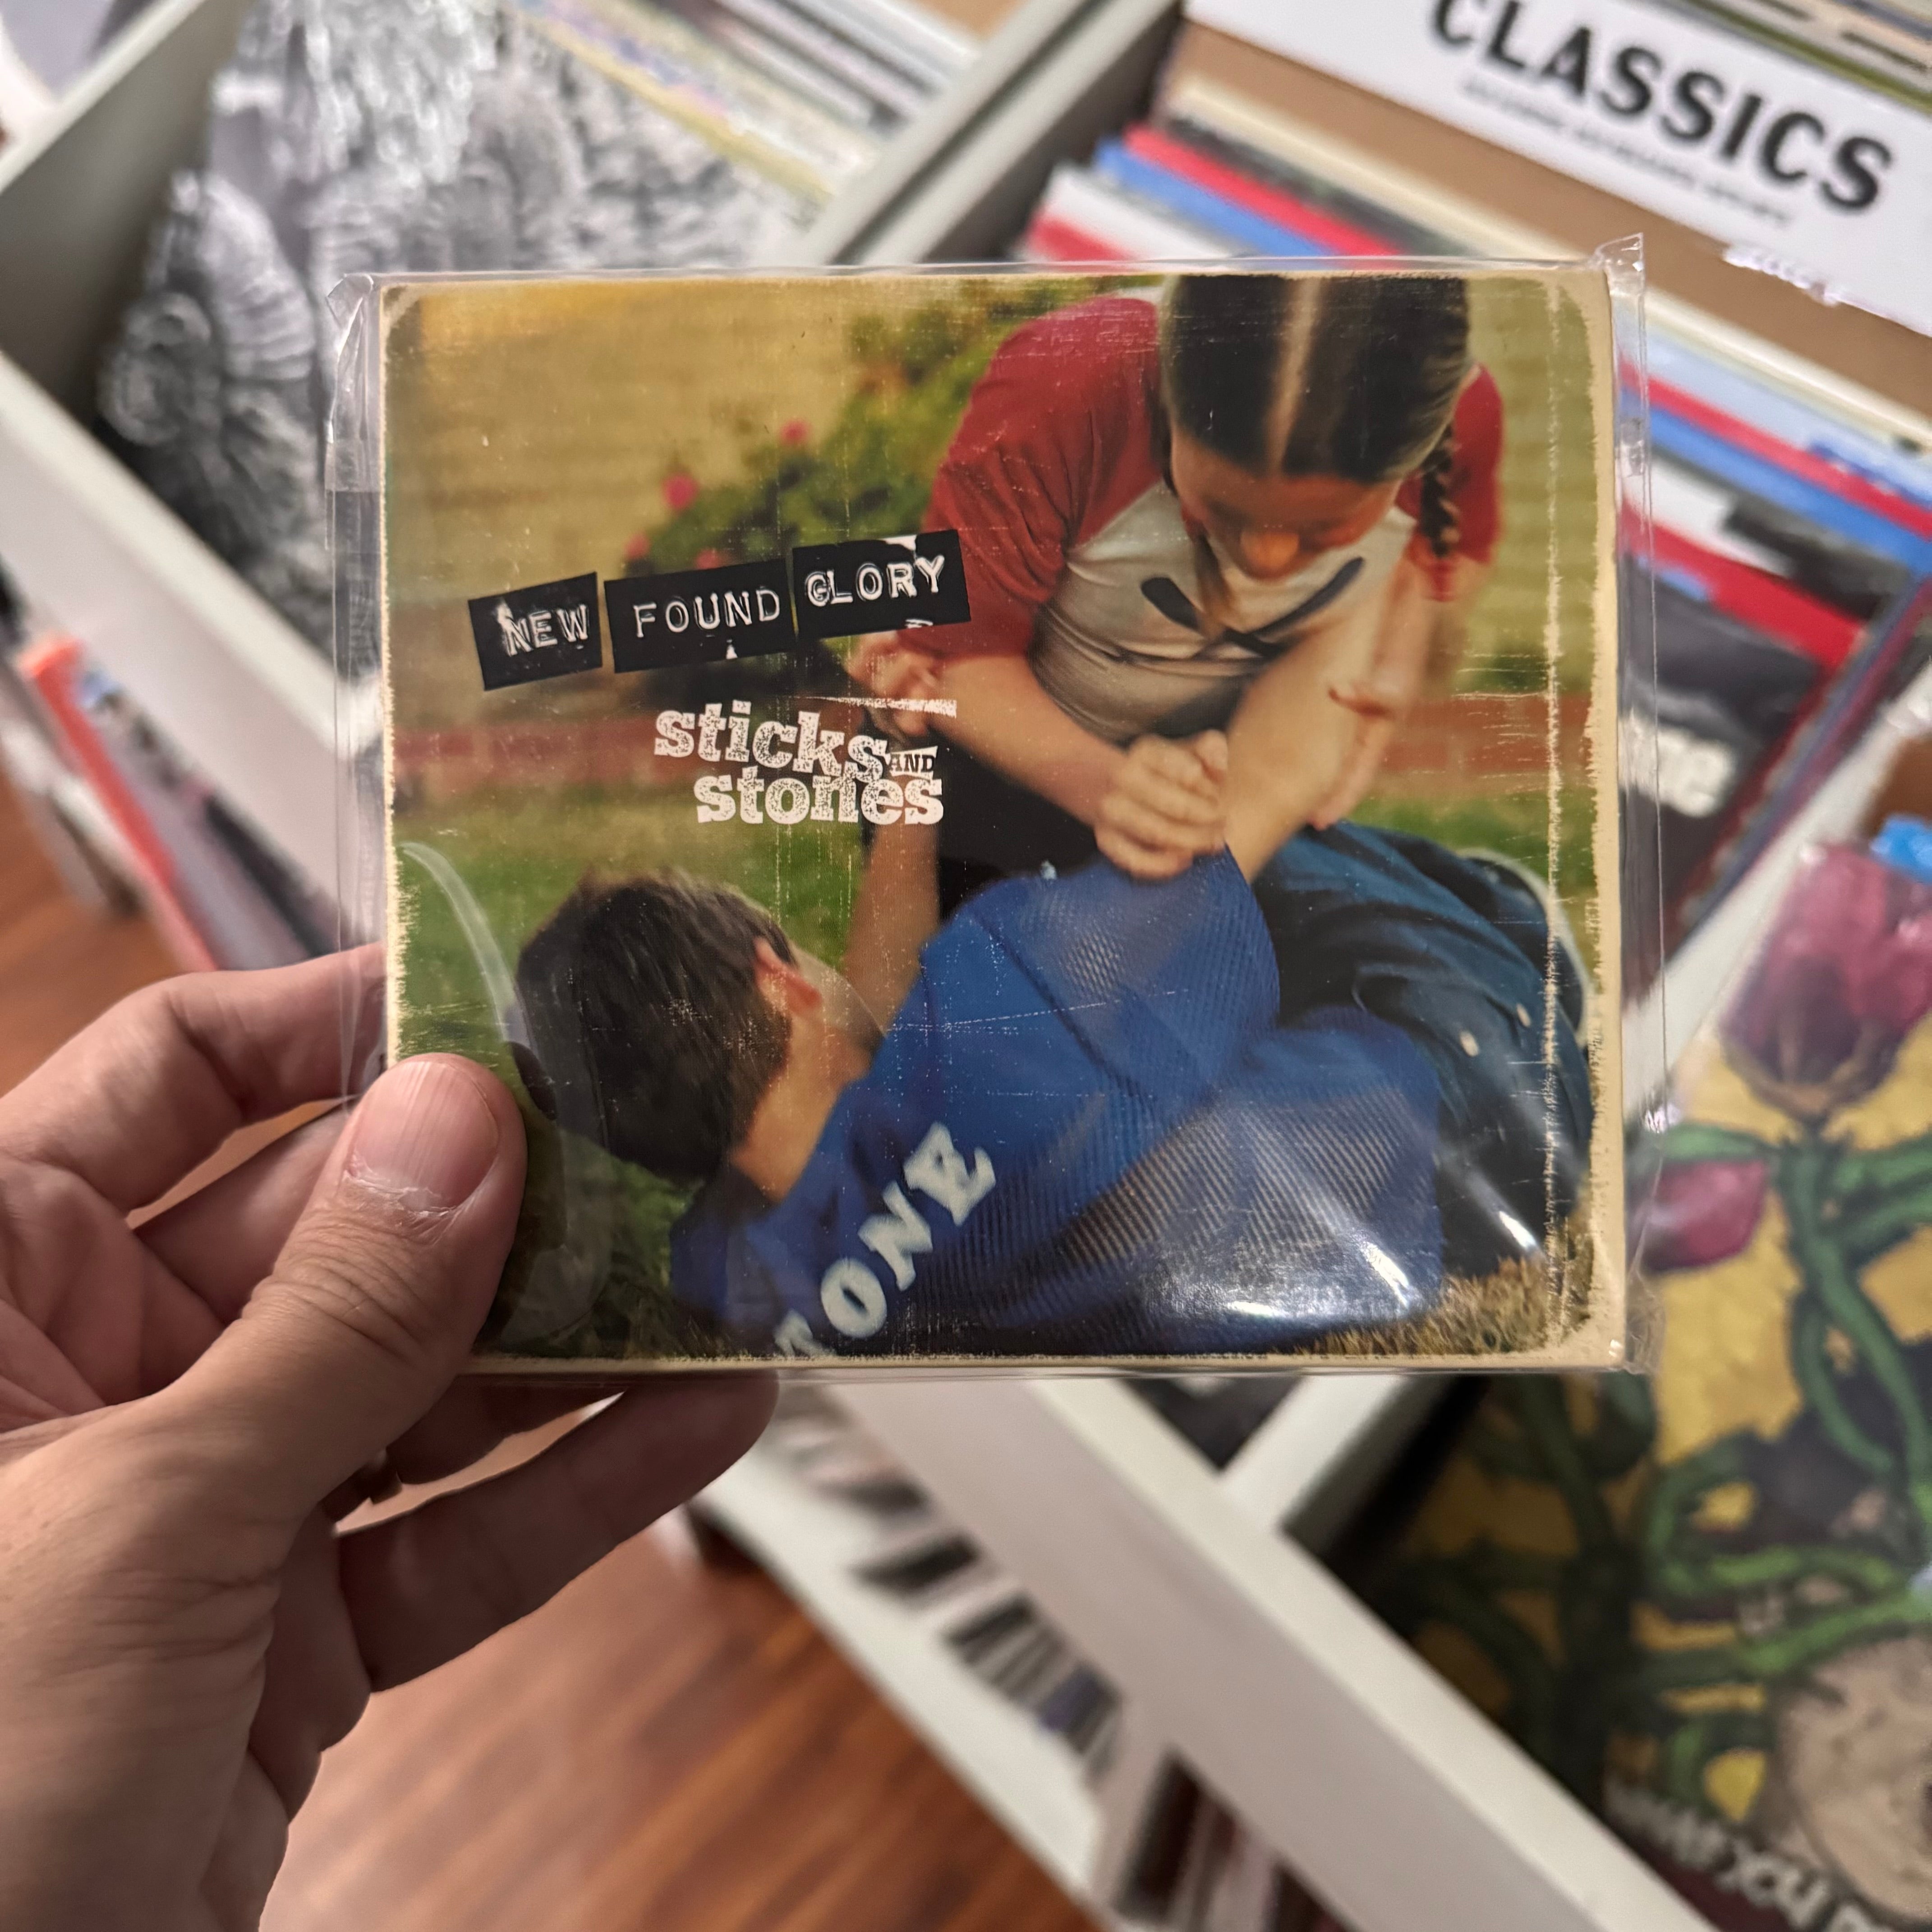 CLASSICS
NEW FOUND GLORY
sticks AND
stones
ONE